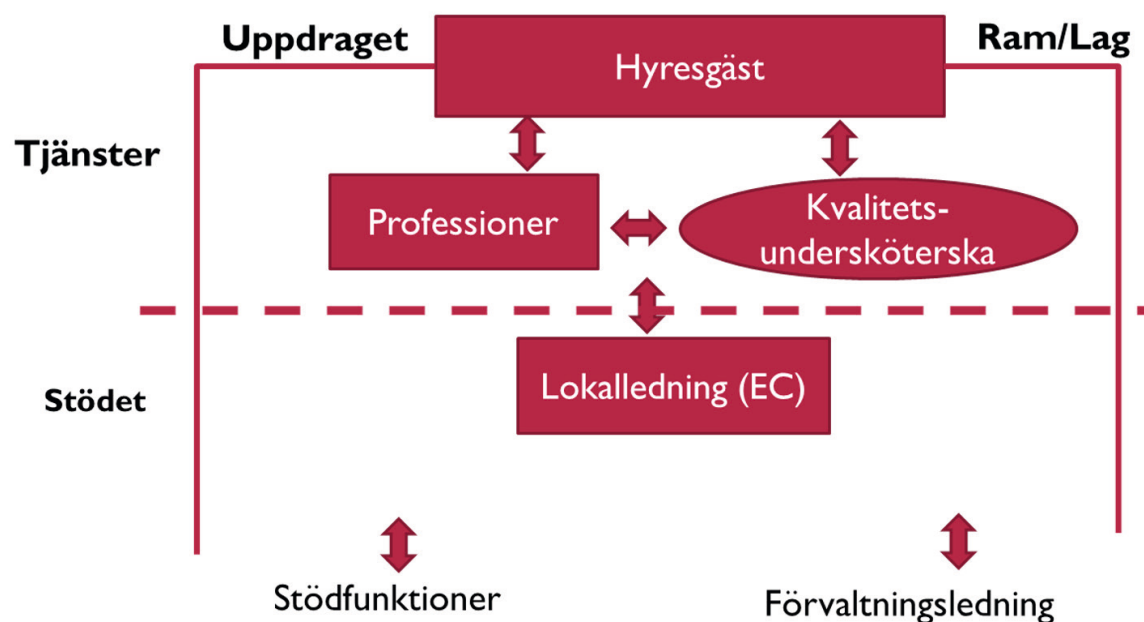 Uppdraget
Hyresgäst
Ram/Lag
Tjänster
Professioner
Kvalitets-
undersköterska
Lokalledning (EC)
Stödet
Stödfunktioner
Förvaltningsledning